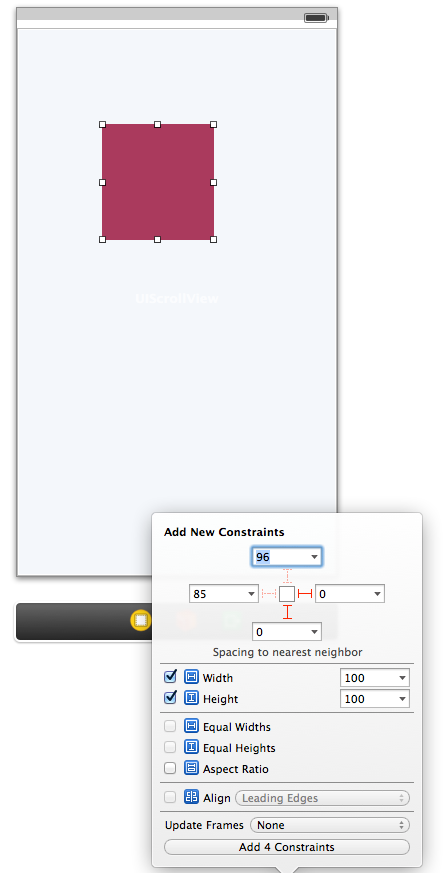 UIScrollView
Add New Constraints
96
85
0
0
Spacing to nearest neighbor
Width 100
Height 100
Equal Widths
Equal Heights
Aspect Ratio
Align Leading Edges
Update Frames None
Add 4 Constraints